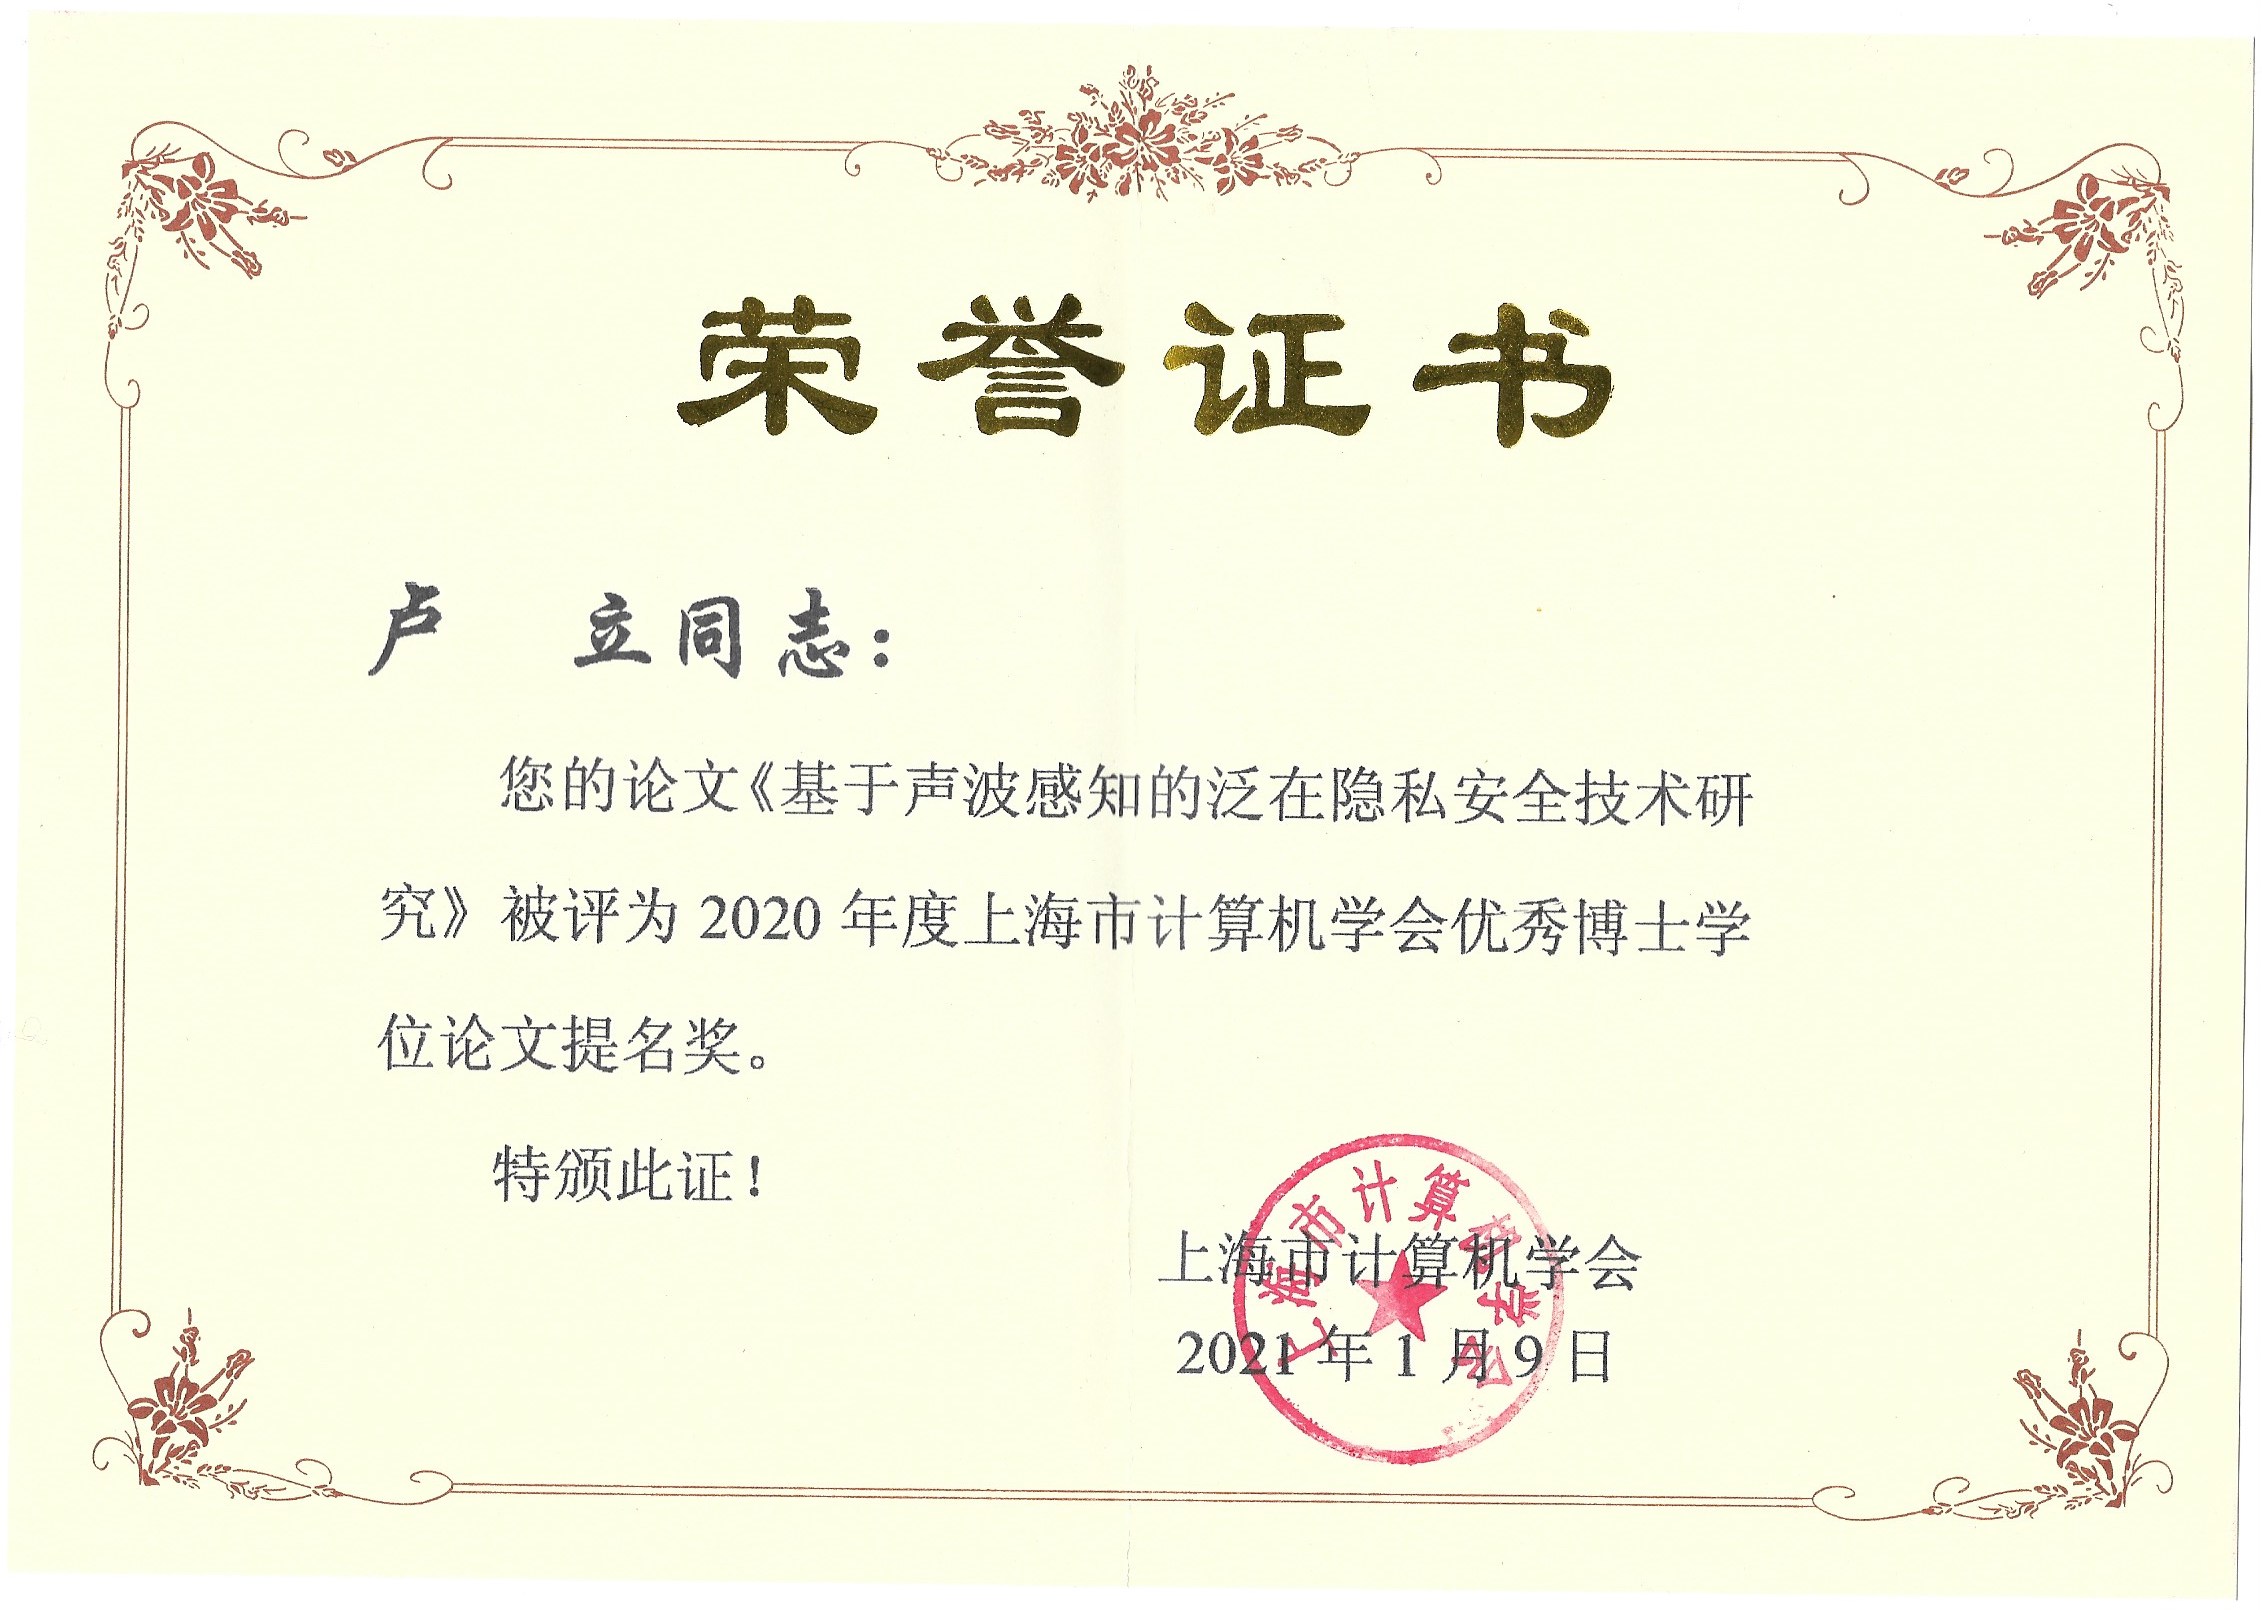 荣誉证书
卢　立同志：
您的论文《基于声波感知的泛在隐私安全技术研
究》被评为 2020 年度上海市计算机学会优秀博士学
位论文提名奖。
特颁此证！
上海市计算机学会
上海市计算机学会
2021 年 1 月 9 日